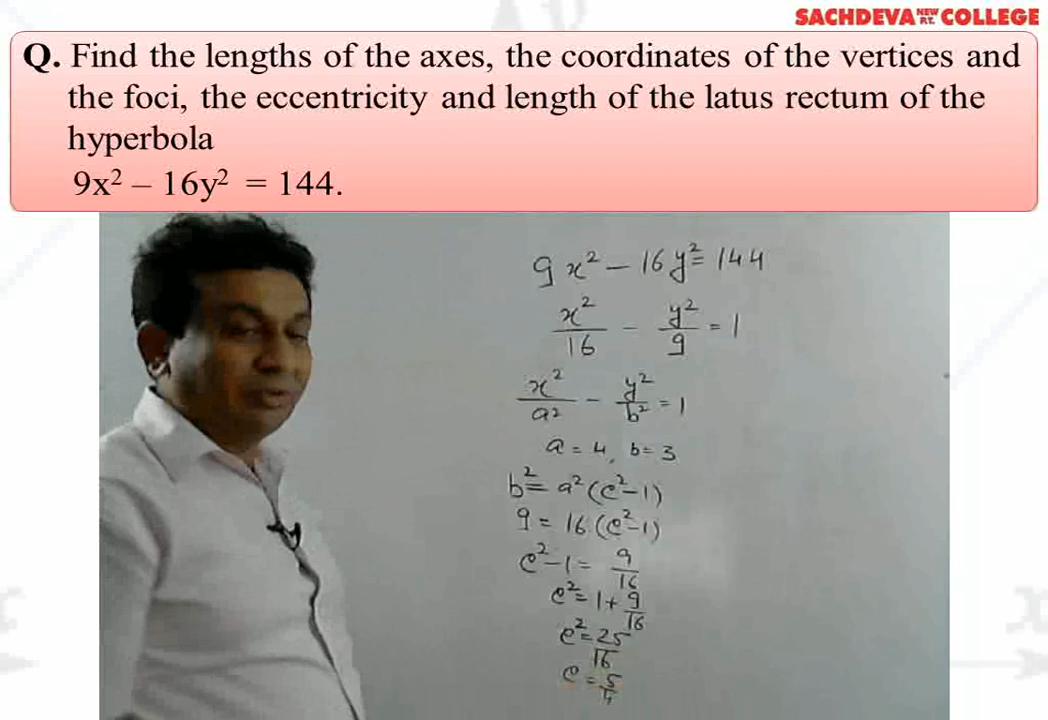 SACHDEVA NEW P.T. COLLEGE
Q. Find the lengths of the axes, the coordinates of the vertices and
the foci, the eccentricity and length of the latus rectum of the
hyperbola
9x² – 16y² = 144.
9x² – 16y² = 144
x²/16 – y²/9 = 1
x²/a² – y²/b² = 1
a = 4, b = 3
b² = a²(e²–1)
9 = 16(e²–1)
e²–1 = 9/16
e² = 1 + 9/16
e² = 25/16
e = 5/4